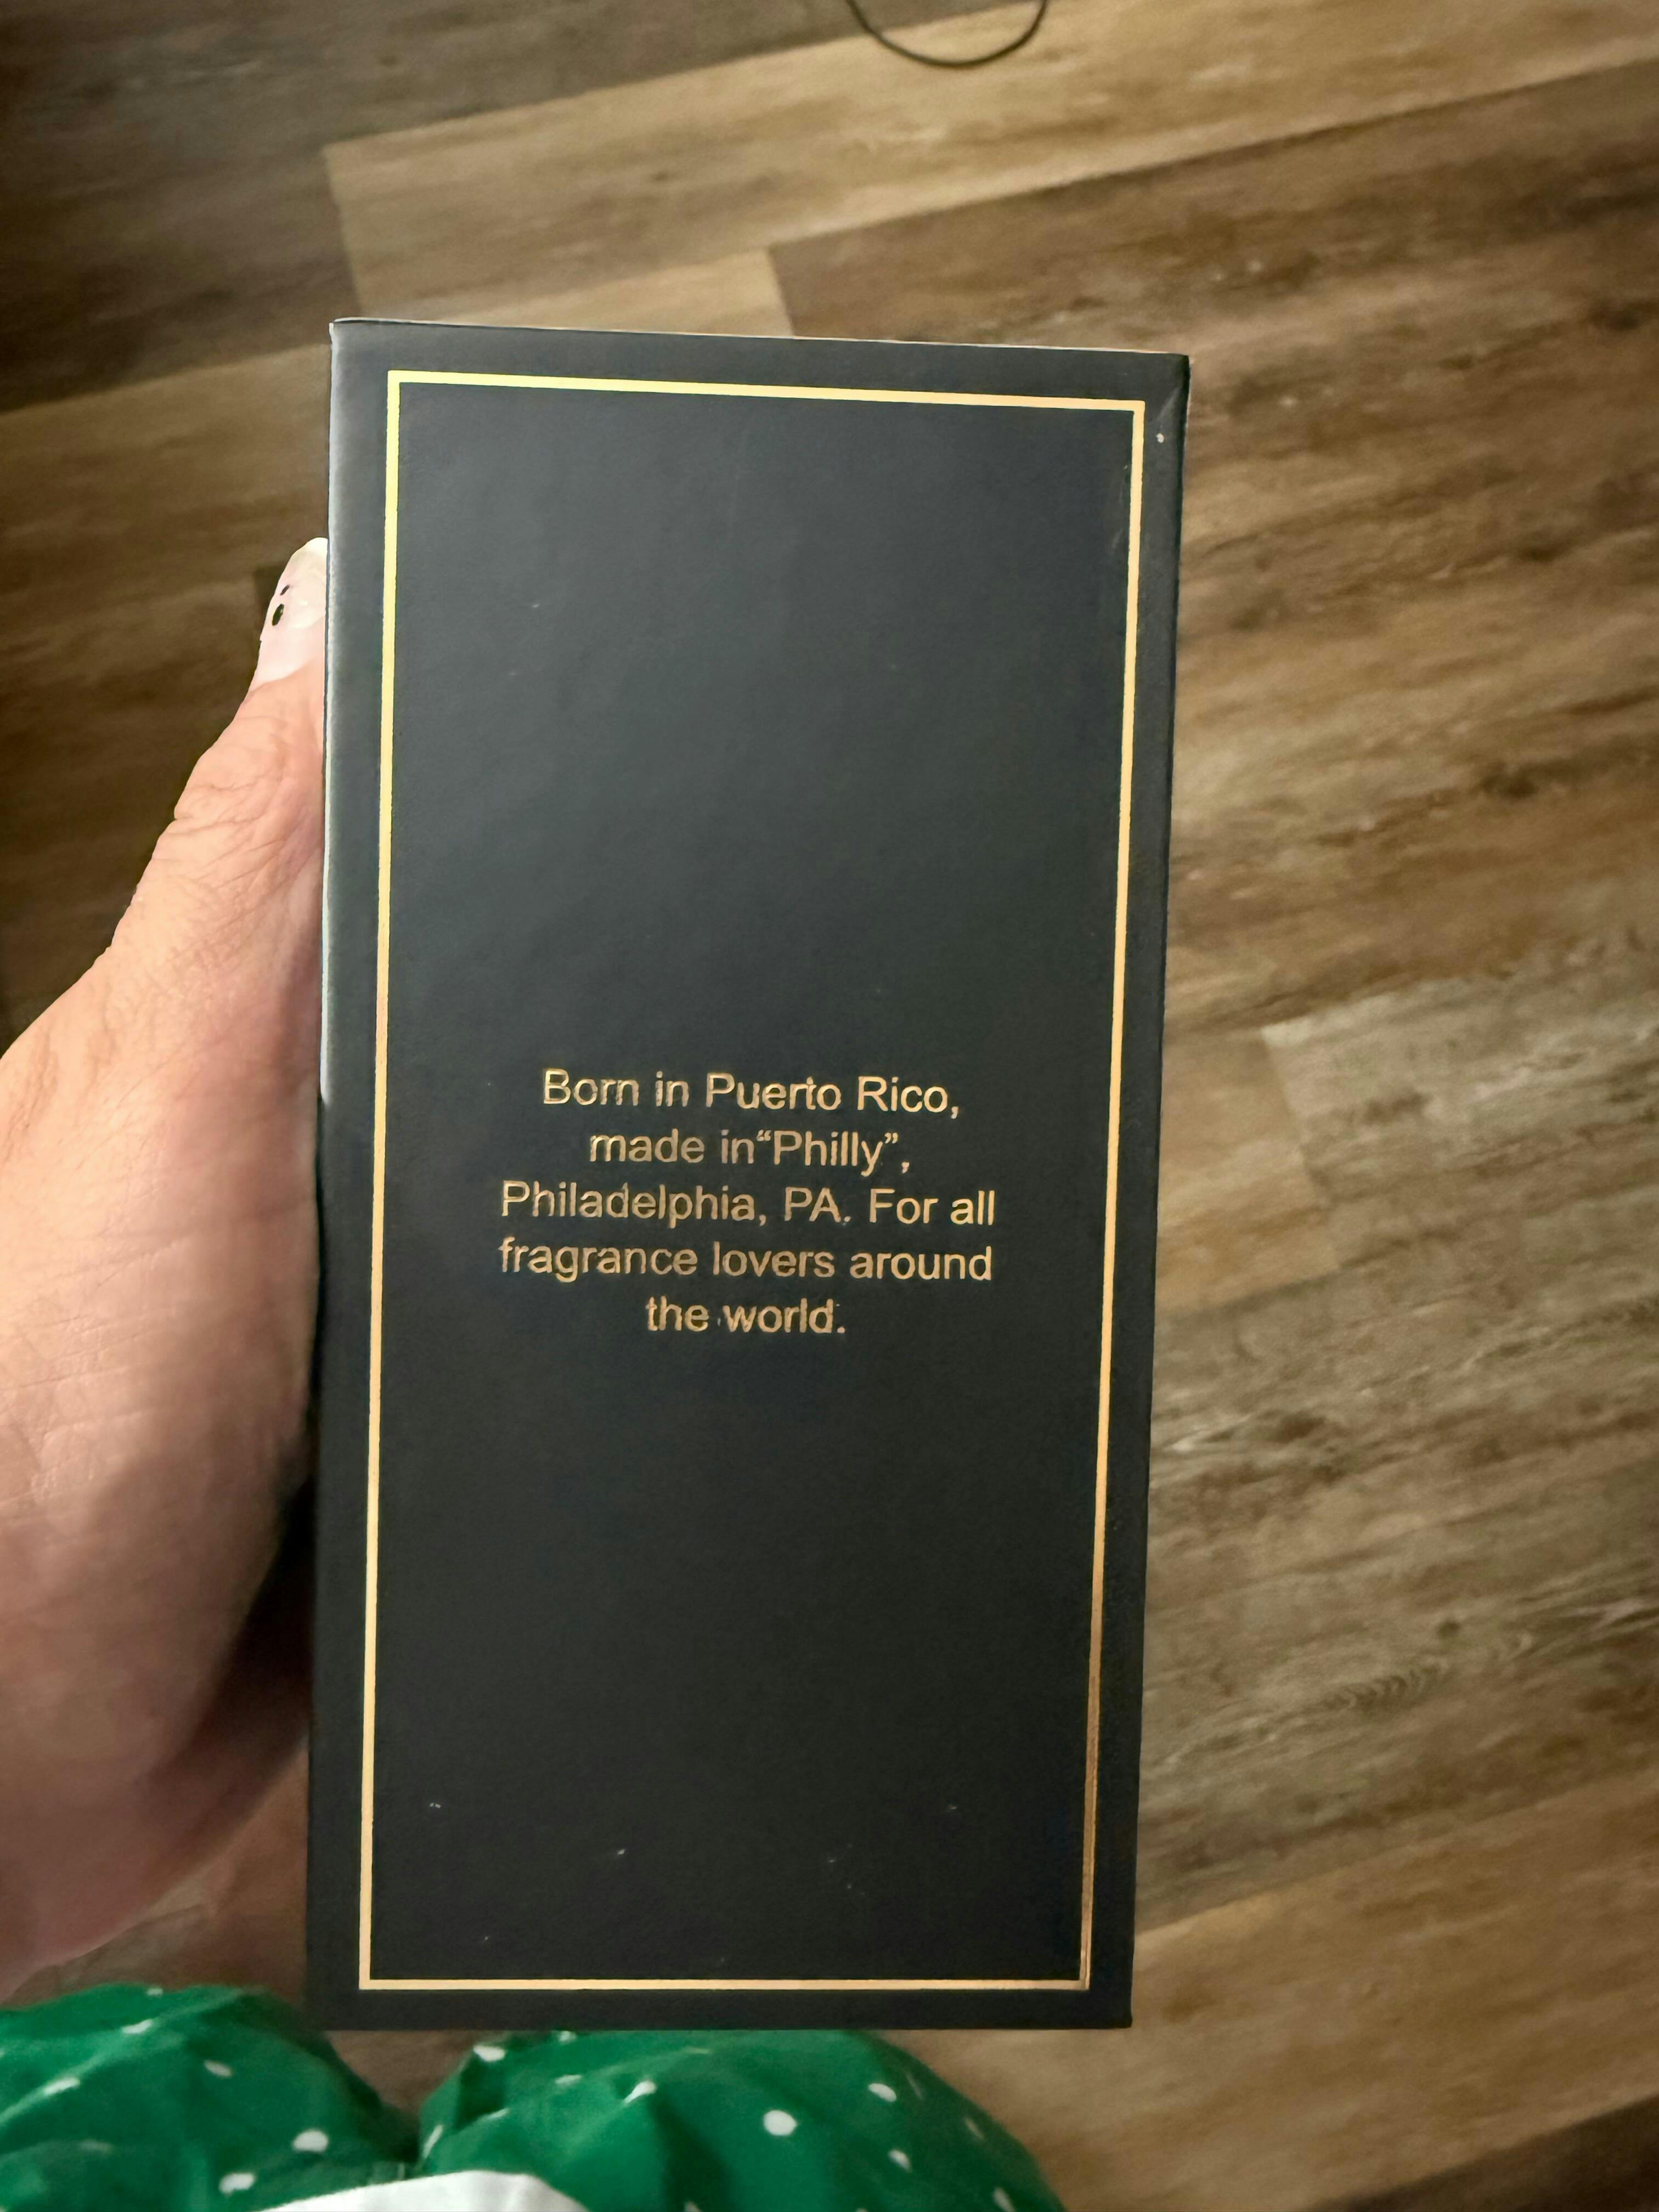 Born in Puerto Rico,
made in“Philly”,
Philadelphia, PA. For all
fragrance lovers around
the world.